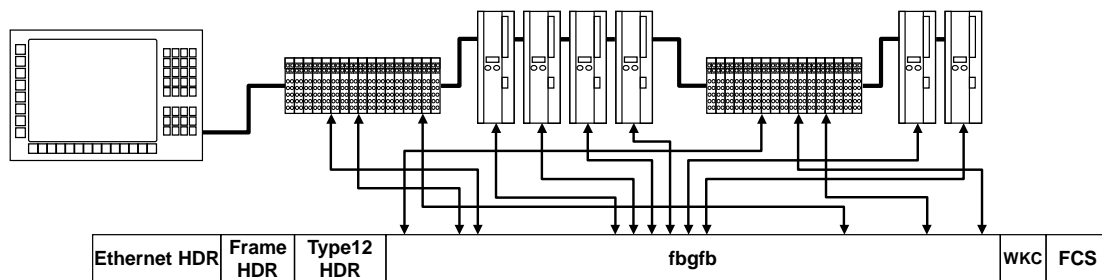 Ethernet HDR
Frame HDR
Type12 HDR
fbgfb
WKC
FCS